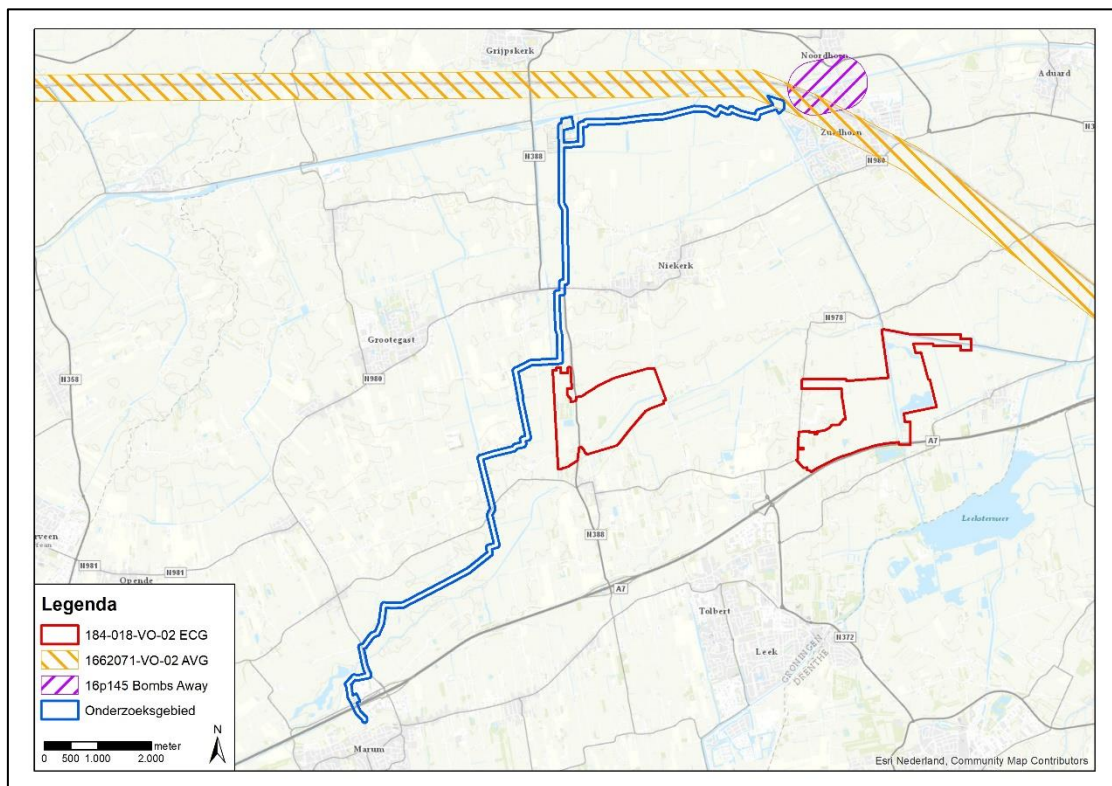 Grijpskerk
Noordhorn
Aduard
Zuidhorn
N388
N980
Niekerk
N978
Grootegast
N358
N980
A7
Leekstermeer
N981
N981
Opende
N388
A7
Tolbert
Leek
N372
GRONINGEN
DRENTHE
Marum
Legenda
184-018-VO-02 ECG
1662071-VO-02 AVG
16p145 Bombs Away
Onderzoeksgebied
meter
0 500 1.000 2.000
N
Esri Nederland, Community Map Contributors